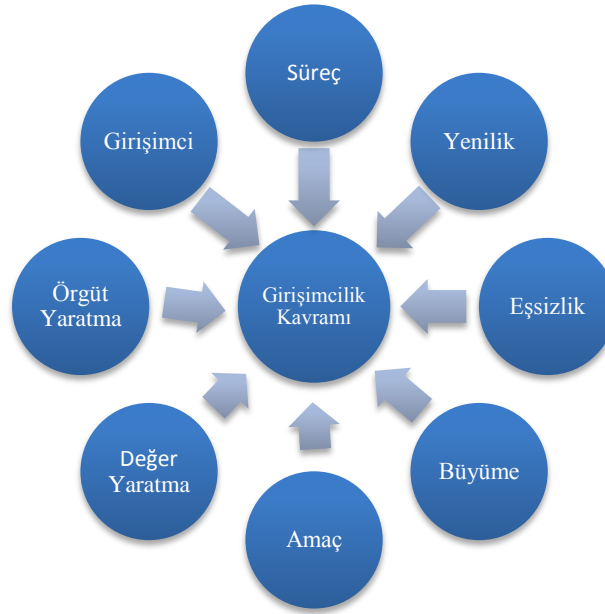 Süreç
Girişimci
Yenilik
Örgüt
Yaratma
Girişimcilik
Kavramı
Eşsizlik
Değer
Yaratma
Büyüme
Amaç